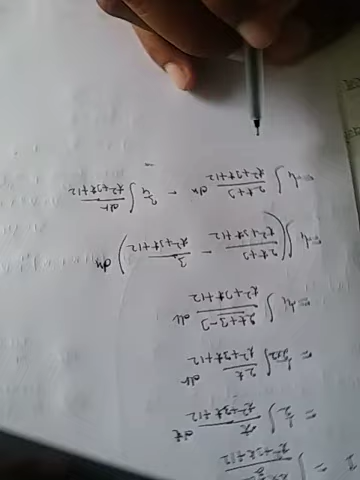 = 1/2 ∫ x/(x²+3x+12) dx
= 1/2×2 ∫ 2x/(x²+3x+12) dx
= 1/4 ∫ (2x+3-3)/(x²+3x+12) dx
= 1/4 ∫ ( (2x+3)/(x²+3x+12) - 3/(x²+3x+12) ) dx
= 1/4 ∫ (2x+3)/(x²+3x+12) dx - 3/4 ∫ dx/(x²+3x+12)